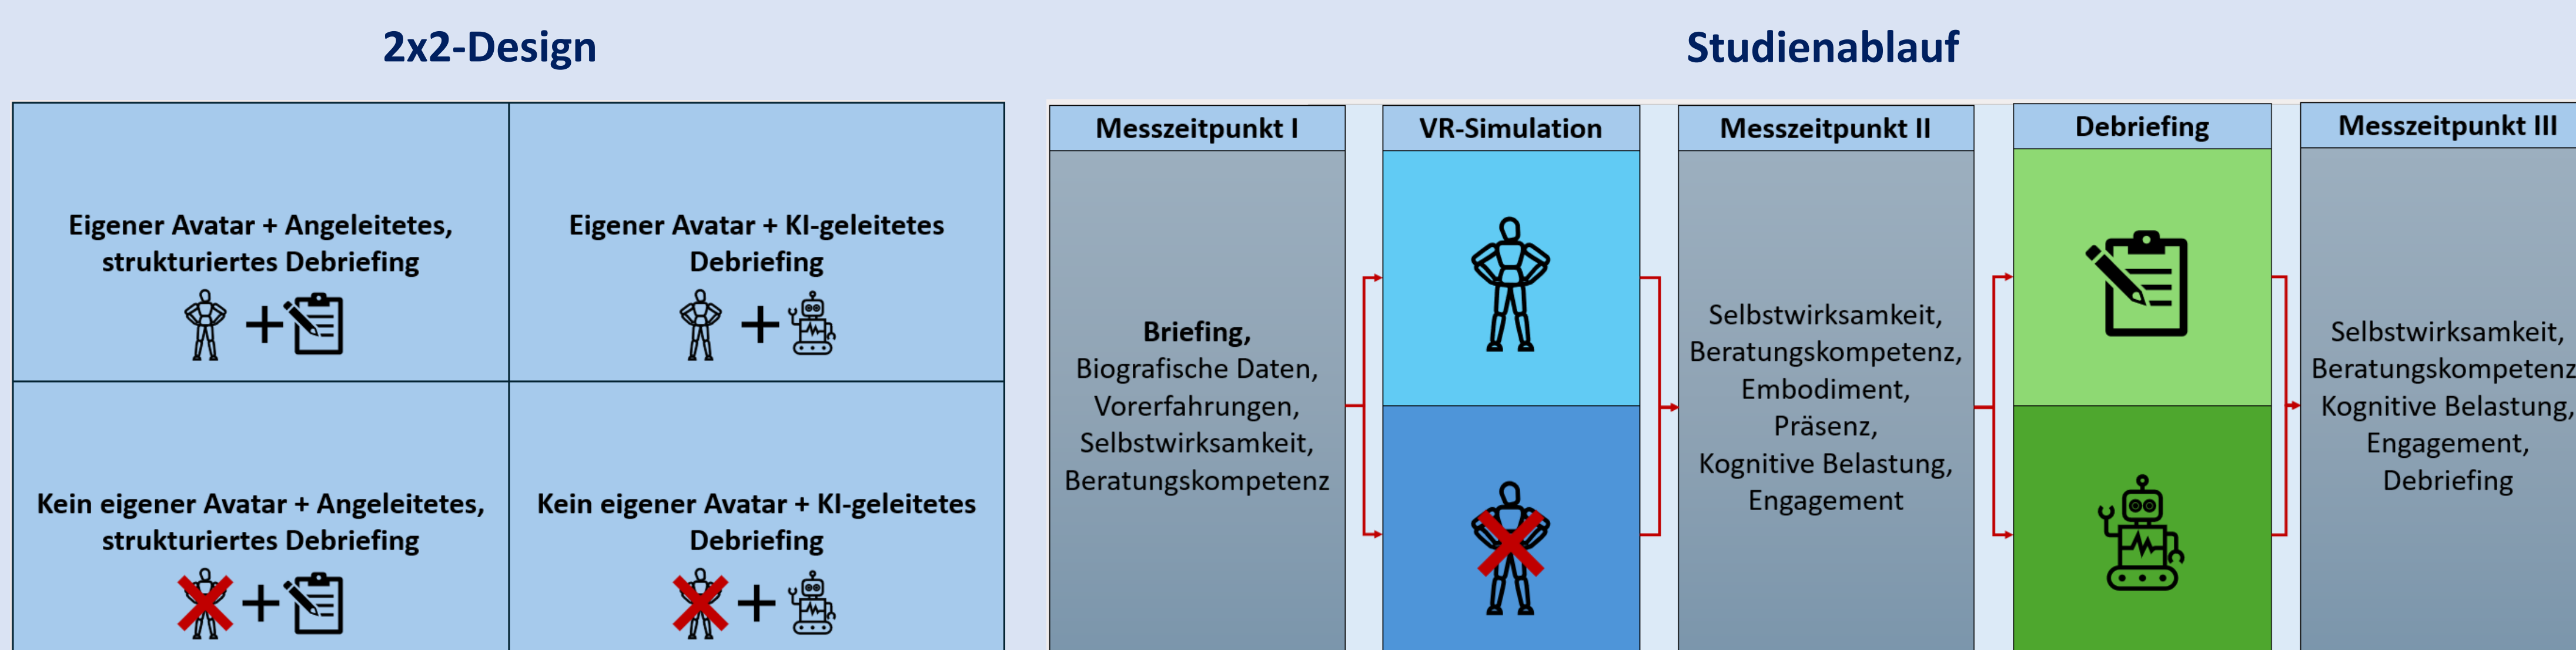 2x2-Design
Eigener Avatar + Angeleitetes,
strukturiertes Debriefing
Eigener Avatar + KI-geleitetes
Debriefing
Kein eigener Avatar + Angeleitetes,
strukturiertes Debriefing
Kein eigener Avatar + KI-geleitetes
Debriefing
Studienablauf
Messzeitpunkt I
Briefing,
Biografische Daten,
Vorerfahrungen,
Selbstwirksamkeit,
Beratungskompetenz
VR-Simulation
Messzeitpunkt II
Selbstwirksamkeit,
Beratungskompetenz,
Embodiment,
Präsenz,
Kognitive Belastung,
Engagement
Debriefing
Messzeitpunkt III
Selbstwirksamkeit,
Beratungskompetenz
Kognitive Belastung,
Engagement,
Debriefing